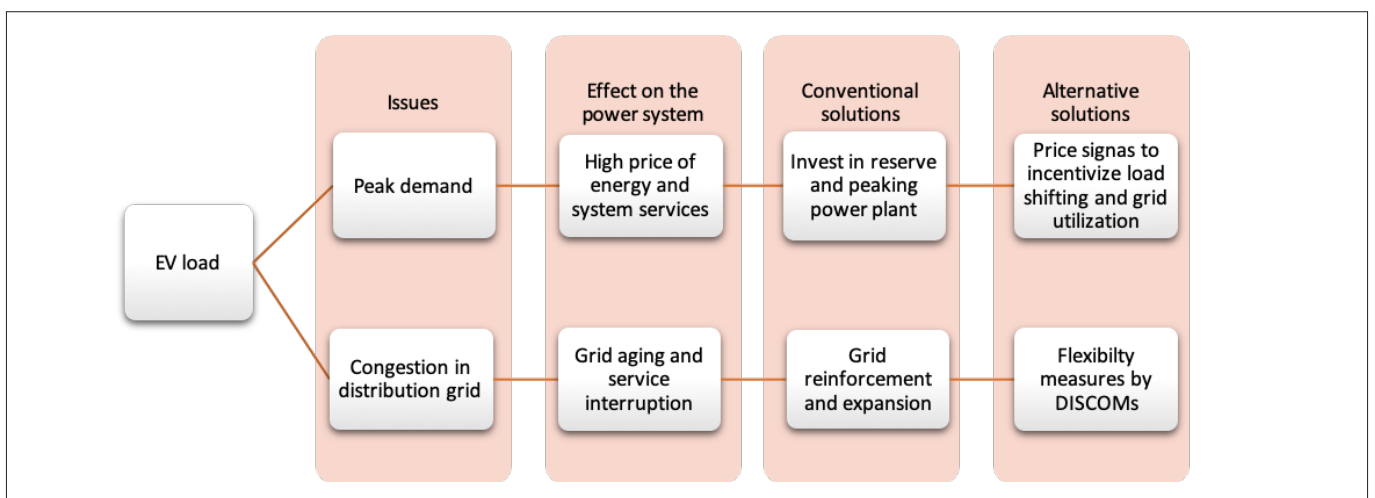 Issues
Effect on the
power system
Conventional
solutions
Alternative
solutions
EV load
Peak demand
High price of
energy and
system services
Invest in reserve
and peaking
power plant
Price signas to
incentivize load
shifting and grid
utilization
Congestion in
distribution grid
Grid aging and
service
interruption
Grid
reinforcement
and expansion
Flexibilty
measures by
DISCOMs